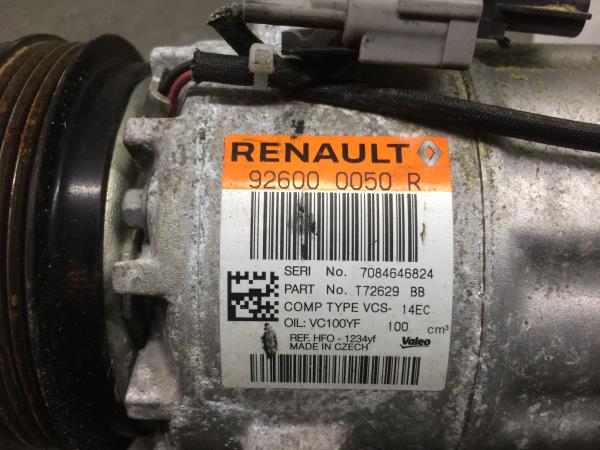 RENAULT
92600 0050 R
SERI No. 7084646824
PART No. T72629 BB
COMP TYPE VCS- 14EC
OIL: VC100YF 100 cm³
REF. HFO - 1234yf
MADE IN CZECH
Valeo